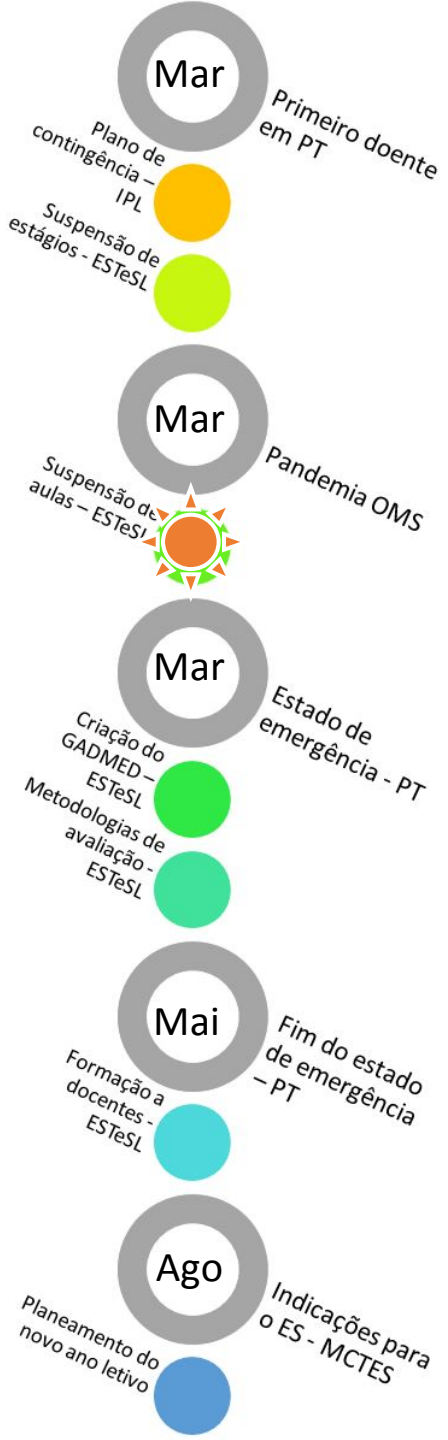 Mar
Primeiro doente
em PT
Plano de
contingência –
IPL
Suspensão de
estágios - ESTeSL
Mar
Pandemia OMS
Suspensão de
aulas – ESTeSL
Mar
Estado de
emergência - PT
Criação do
GADMED –
ESTeSL
Metodologias de
avaliação -
ESTeSL
Mai
Fim do estado
de emergência
– PT
Formação a
docentes -
ESTeSL
Ago
Indicações para
o ES - MCTES
Planeamento do
novo ano letivo